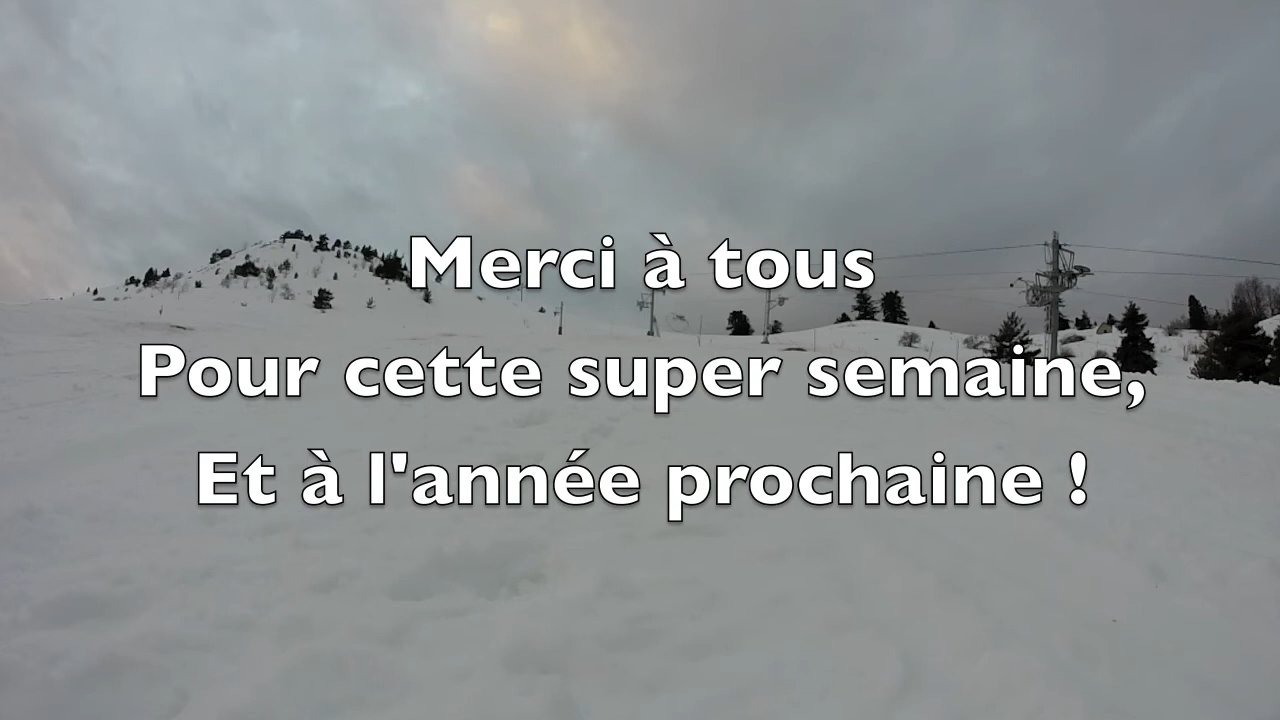 Merci à tous
Pour cette super semaine,
Et à l'année prochaine !